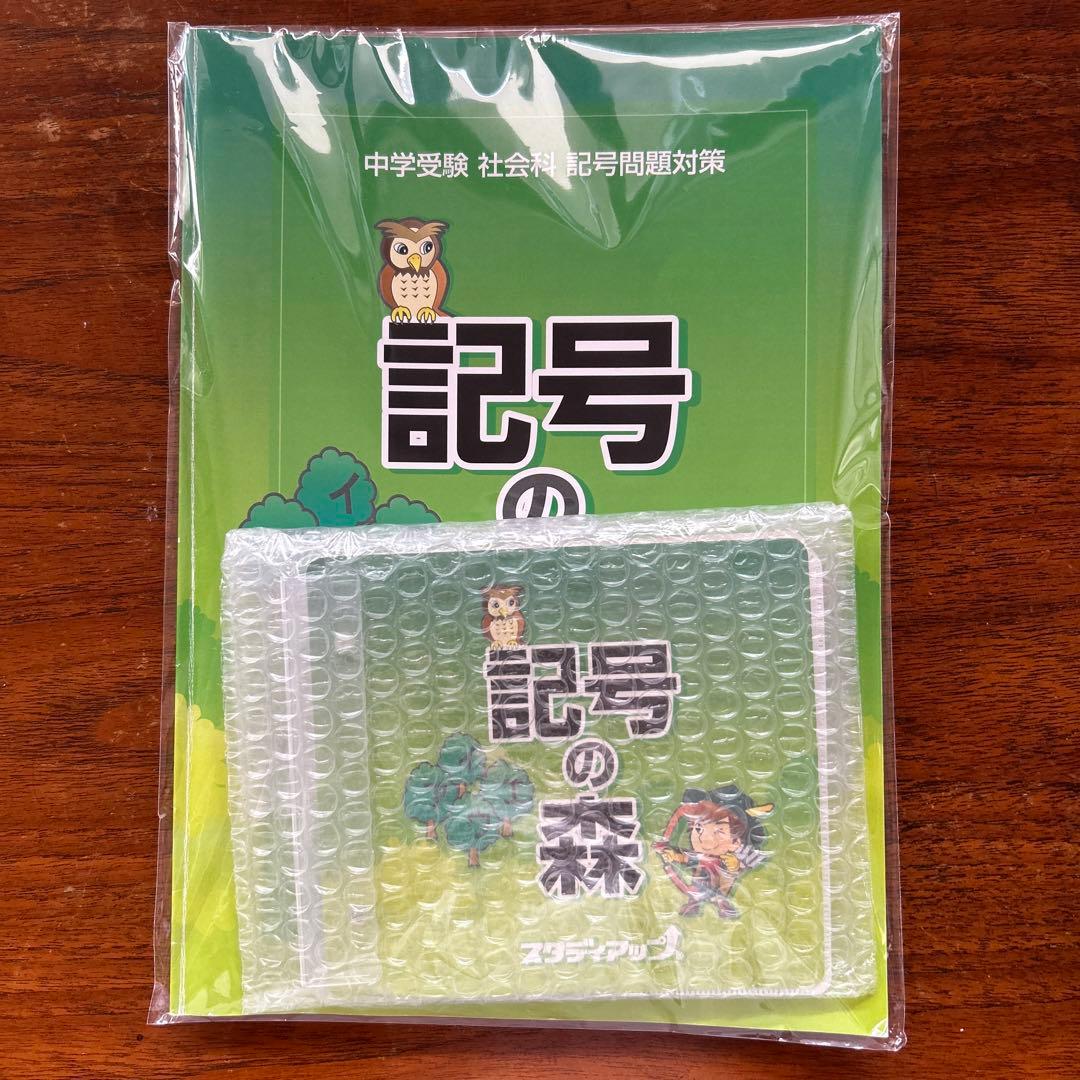 中学受験 社会科 記号問題対策
記号
の
イ
記号
の
森
スタディアップ